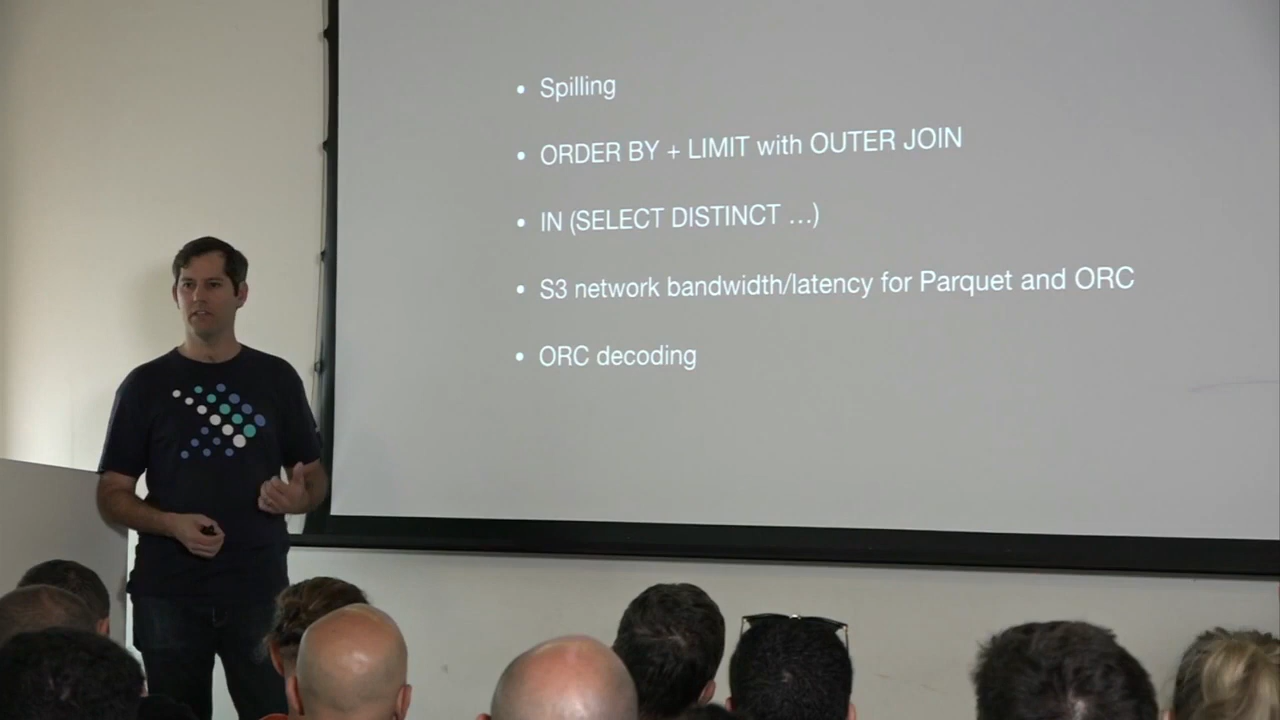 • Spilling
• ORDER BY + LIMIT with OUTER JOIN
• IN (SELECT DISTINCT …)
• S3 network bandwidth/latency for Parquet and ORC
• ORC decoding